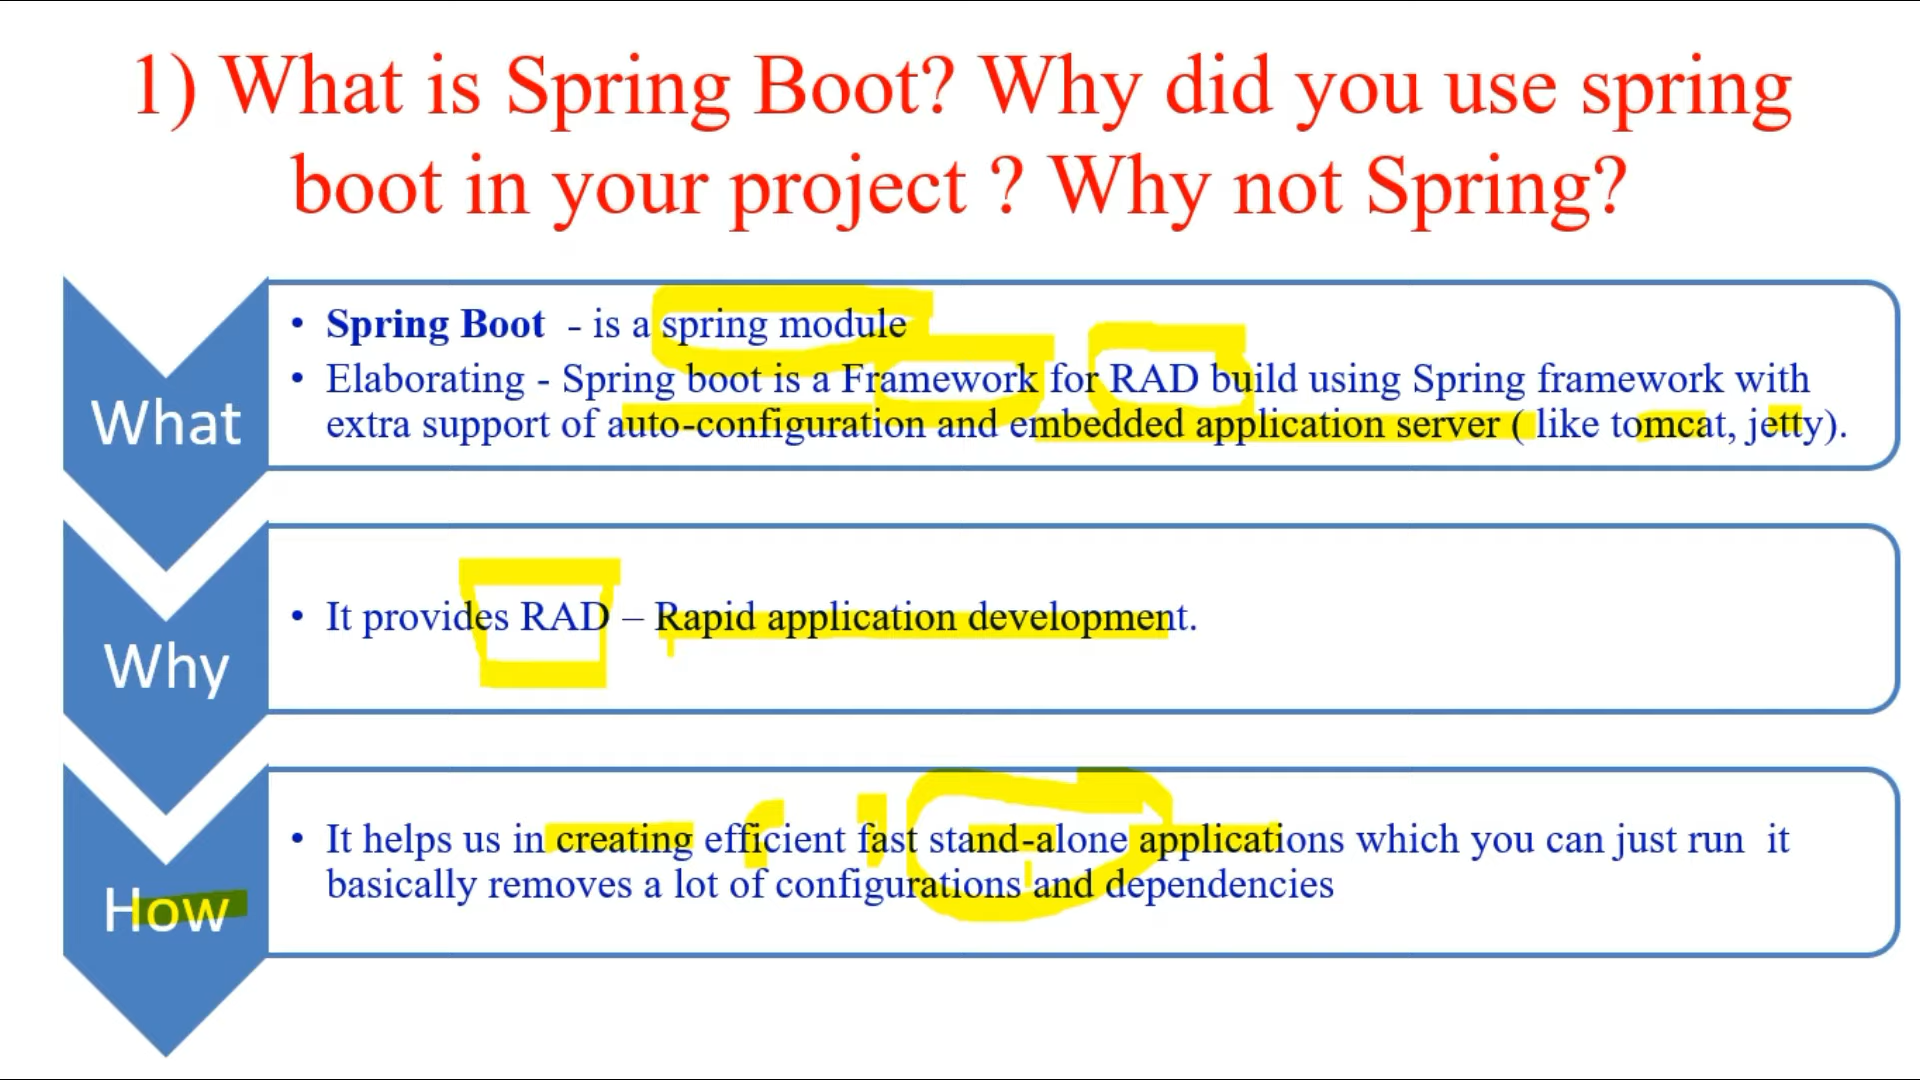 1) What is Spring Boot? Why did you use spring
boot in your project ? Why not Spring?
What
• Spring Boot - is a spring module
• Elaborating - Spring boot is a Framework for RAD build using Spring framework with
extra support of auto-configuration and embedded application server ( like tomcat, jetty).
Why
• It provides RAD – Rapid application development.
How
• It helps us in creating efficient fast stand-alone applications which you can just run it
basically removes a lot of configurations and dependencies